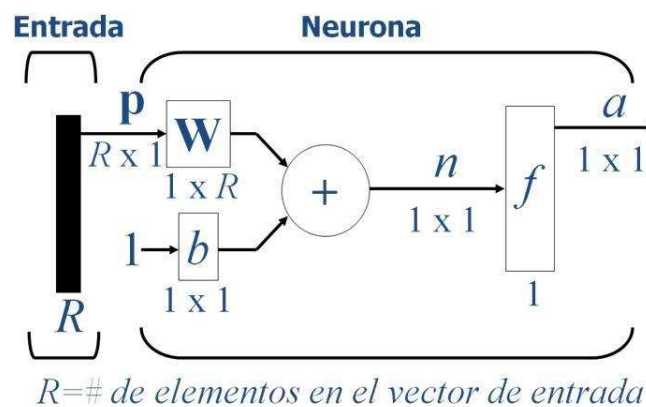 Entrada Neurona
p a
R x 1 W 1 x 1
1 x R + n f
1 b 1 x 1
R 1 x 1 1
R=# de elementos en el vector de entrada